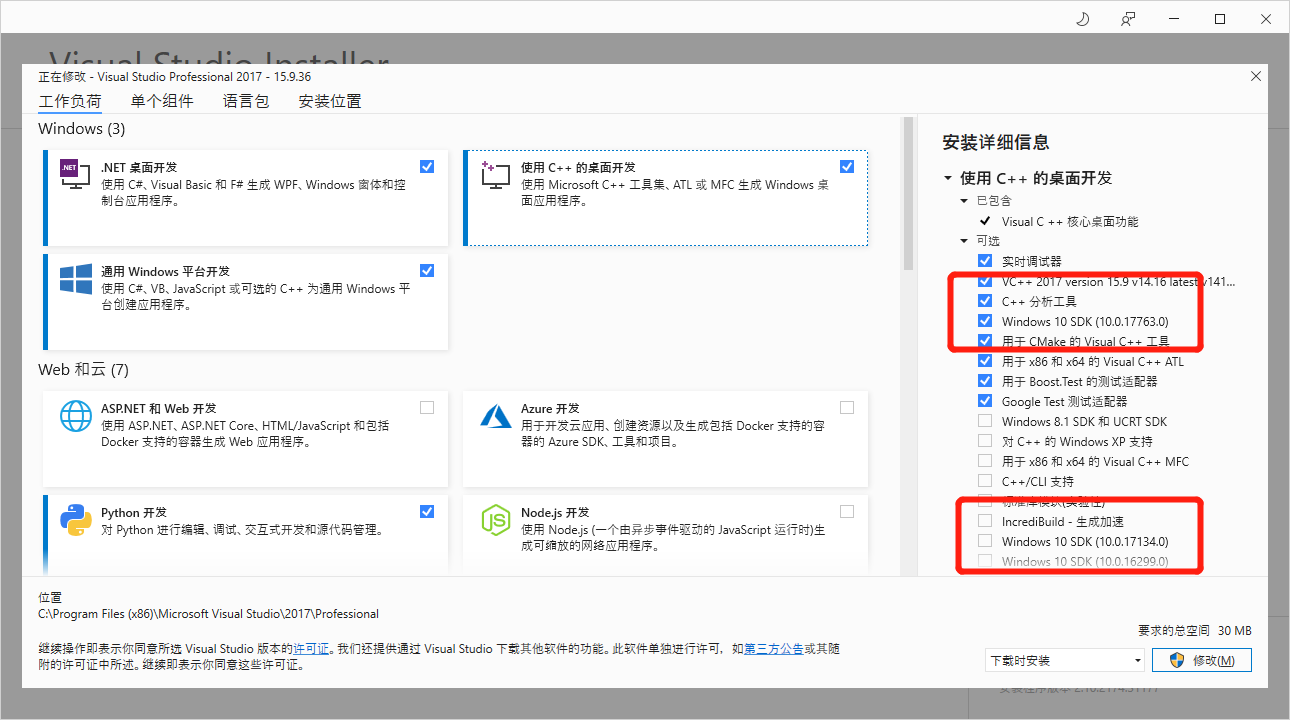 Visual Studio Installer
正在修改 - Visual Studio Professional 2017 - 15.9.36
工作负荷 单个组件 语言包 安装位置
Windows (3)
.NET
.NET 桌面开发
使用 C#、Visual Basic 和 F# 生成 WPF、Windows 窗体和控
制台应用程序。
使用 C++ 的桌面开发
使用 Microsoft C++ 工具集、ATL 或 MFC 生成 Windows 桌
面应用程序。
通用 Windows 平台开发
使用 C#、VB、JavaScript 或可选的 C++ 为通用 Windows 平
台创建应用程序。
Web 和云 (7)
ASP.NET 和 Web 开发
使用 ASP.NET、ASP.NET Core、HTML/JavaScript 和包括
Docker 支持的容器生成 Web 应用程序。
Azure 开发
用于开发云应用、创建资源以及生成包括 Docker 支持的容
器的 Azure SDK、工具和项目。
Python 开发
对 Python 进行编辑、调试、交互式开发和源代码管理。
JS
Node.js 开发
使用 Node.js (一个由异步事件驱动的 JavaScript 运行时)生
成可缩放的网络应用程序。
安装详细信息
使用 C++ 的桌面开发
已包含
Visual C ++ 核心桌面功能
可选
实时调试器
VC++ 2017 version 15.9 v14.16 latest v141...
C++ 分析工具
Windows 10 SDK (10.0.17763.0)
用于 CMake 的 Visual C++ 工具
用于 x86 和 x64 的 Visual C++ ATL
用于 Boost.Test 的测试适配器
Google Test 测试适配器
Windows 8.1 SDK 和 UCRT SDK
对 C++ 的 Windows XP 支持
用于 x86 和 x64 的 Visual C++ MFC
C++/CLI 支持
标准库模块(实验性)
IncrediBuild - 生成加速
Windows 10 SDK (10.0.17134.0)
Windows 10 SDK (10.0.16299.0)
位置
C:\Program Files (x86)\Microsoft Visual Studio\2017\Professional
继续操作即表示你同意所选 Visual Studio 版本的许可证。我们还提供通过 Visual Studio 下载其他软件的功能。此软件单独进行许可，如第三方公告或其随
附的许可证中所述。继续即表示你同意这些许可证。
要求的总空间 30 MB
下载时安装
修改(M)
安装程序版本